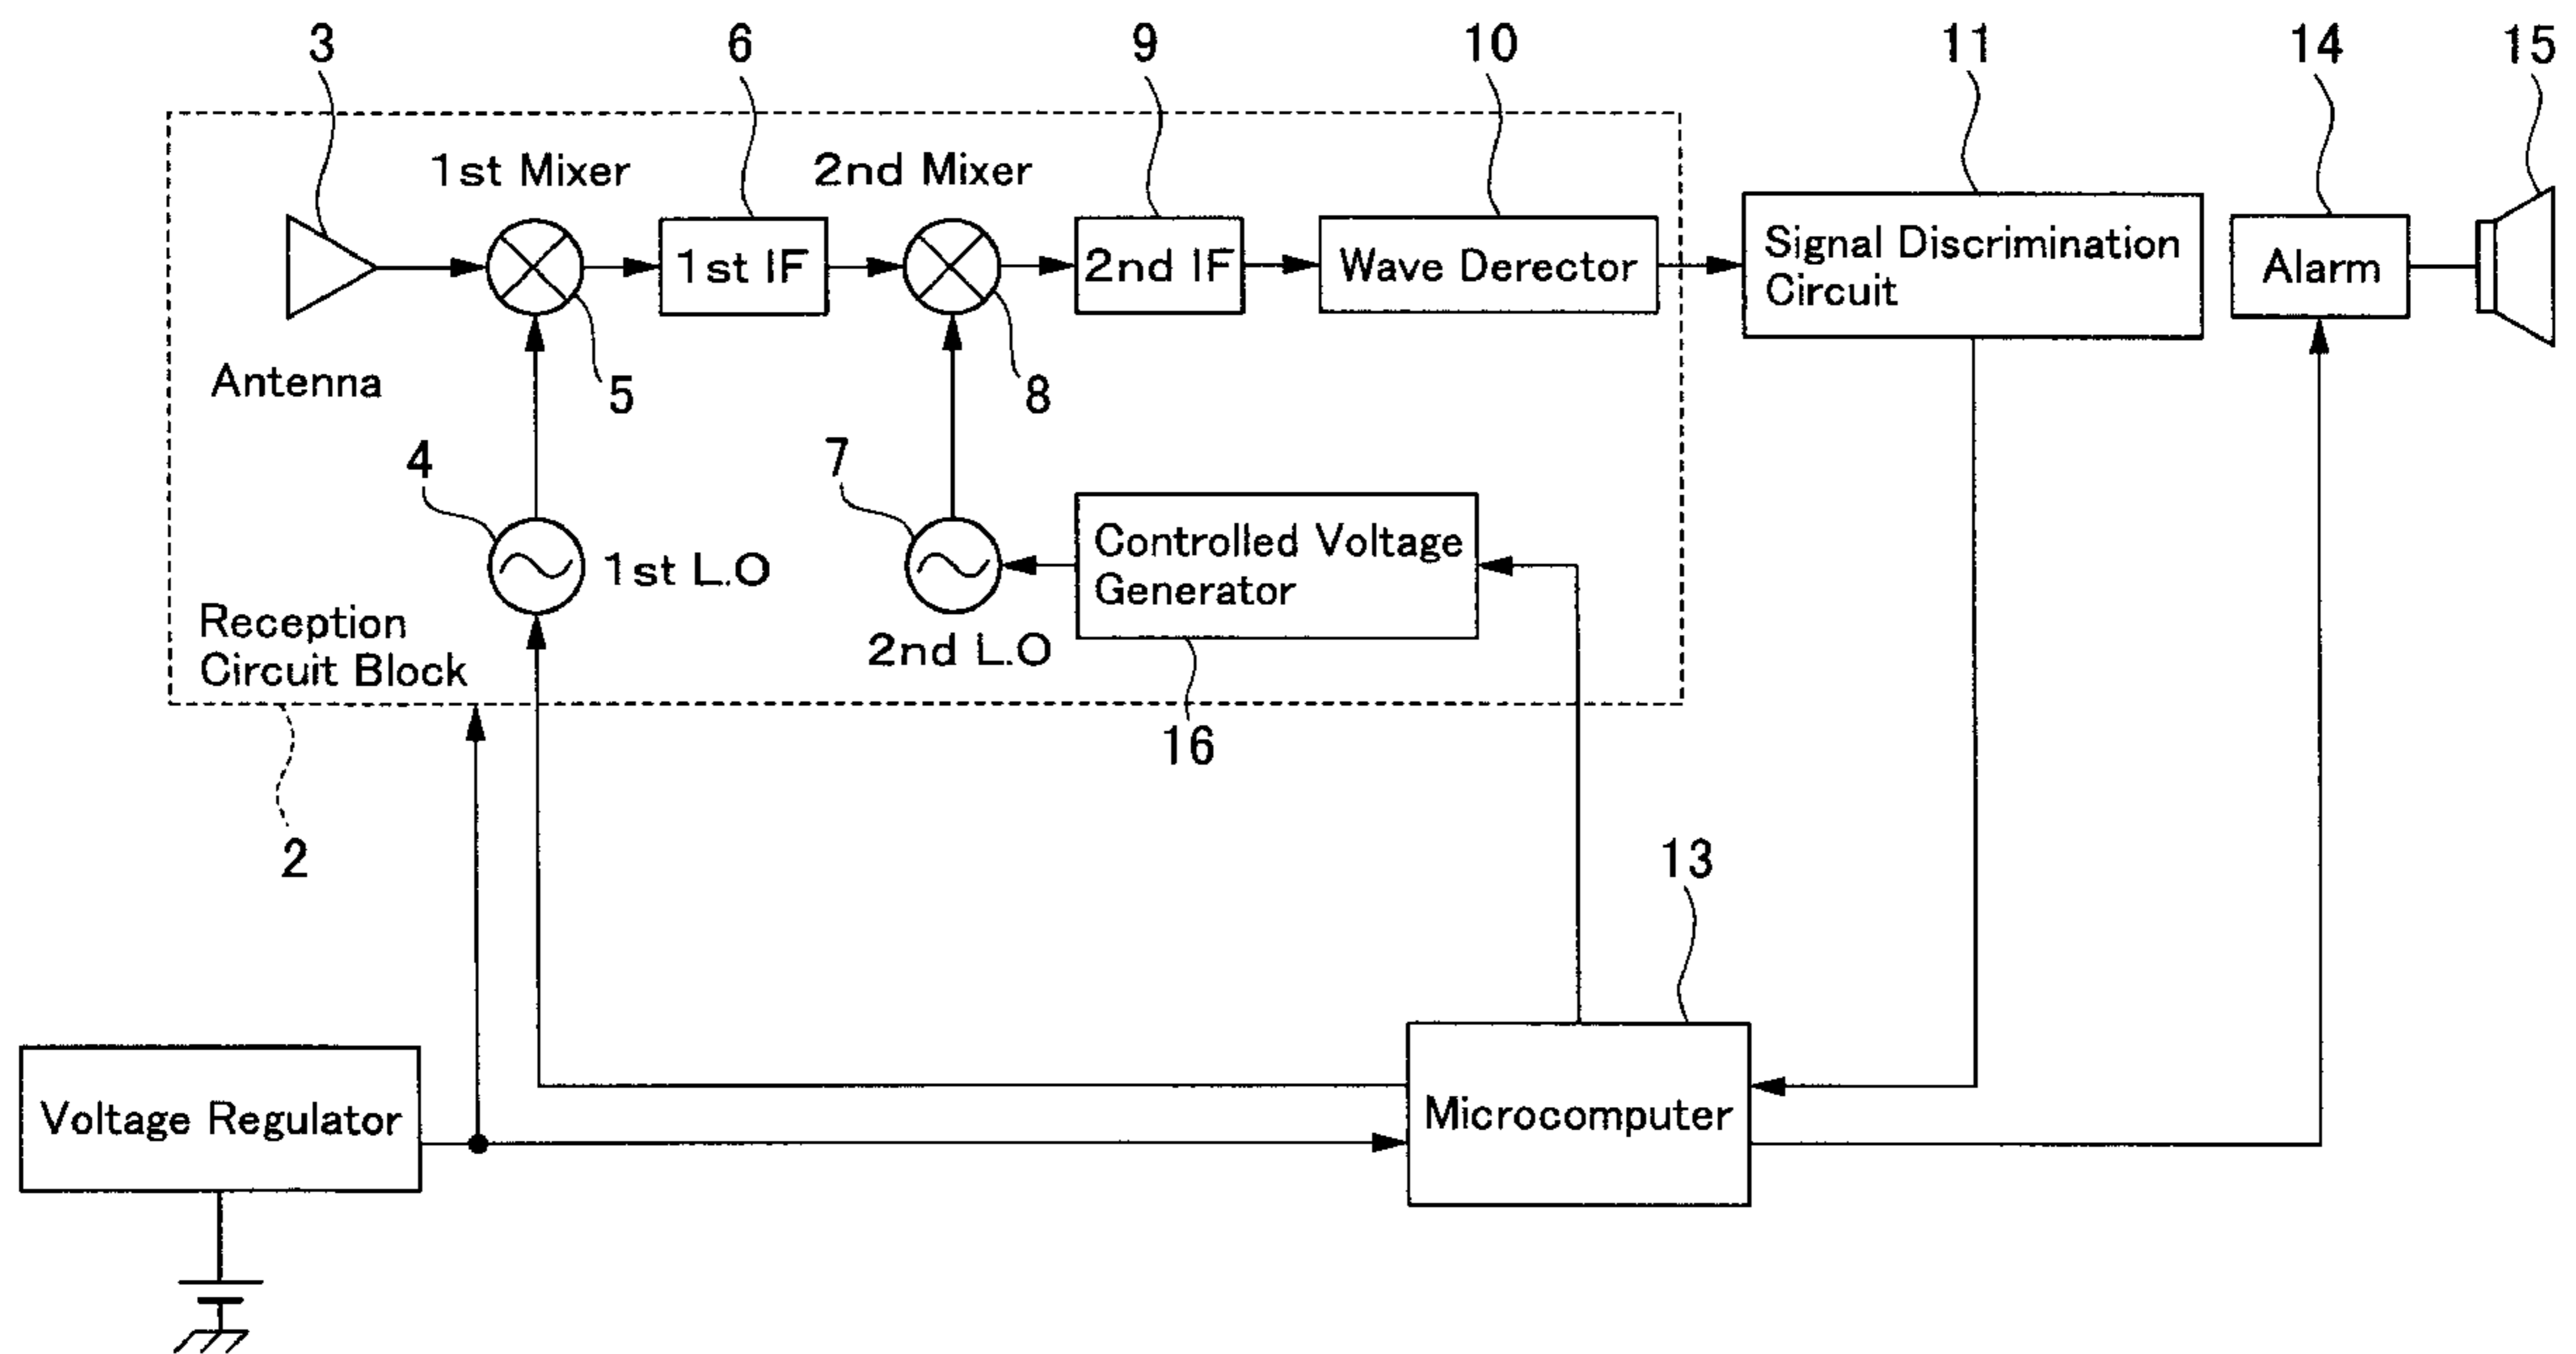 3
6
9
10
11
14
15
1st Mixer
2nd Mixer
1st IF
2nd IF
Wave Derector
Signal Discrimination
Circuit
Alarm
Antenna
5
8
4
7
1st L.O
Controlled Voltage
Generator
2nd L.O
Reception
Circuit Block
16
2
13
Voltage Regulator
Microcomputer